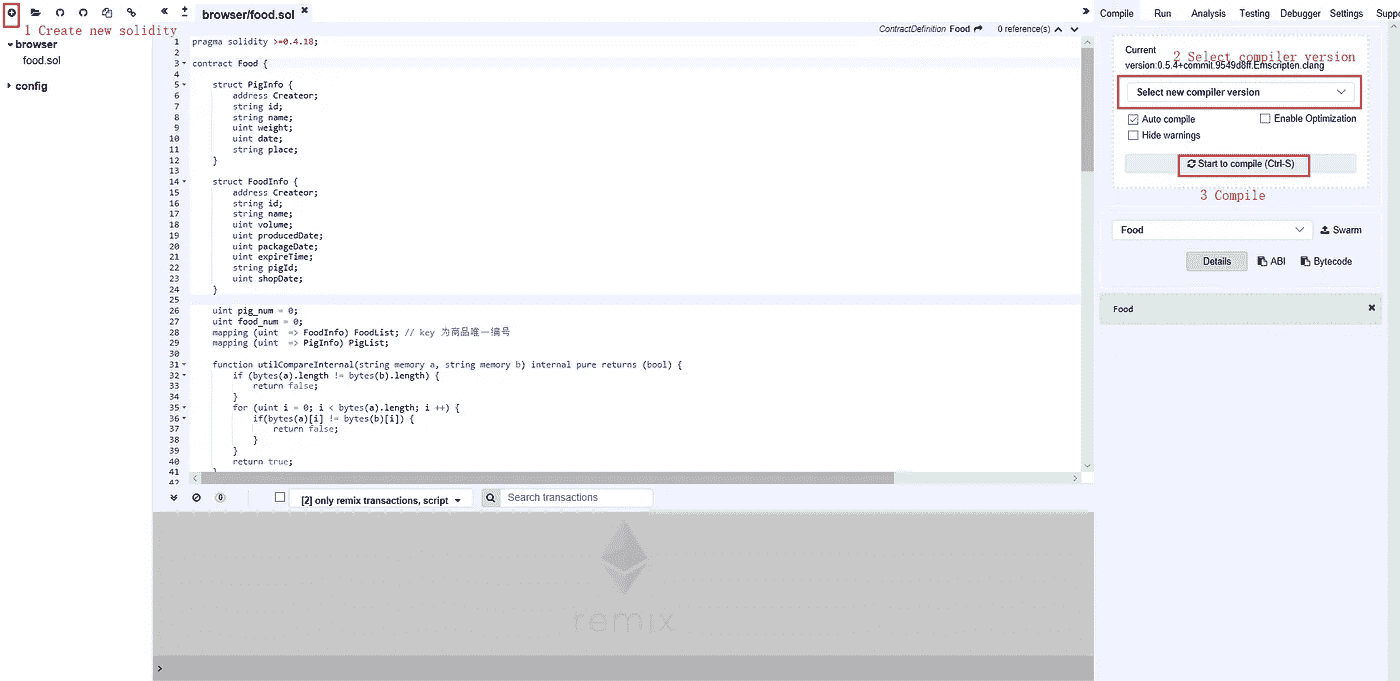 browser/food.sol
1 Create new solidity
browser
food.sol
config
ContractDefinition Food 0 reference(s)
1 pragma solidity >=0.4.18;
2
3 contract Food {
4
5 struct PigInfo {
6 address Createor;
7 string id;
8 string name;
9 uint weight;
10 uint date;
11 string place;
12 }
13
14 struct FoodInfo {
15 address Createor;
16 string id;
17 string name;
18 uint volume;
19 uint producedDate;
20 uint packageDate;
21 uint expireTime;
22 string pigId;
23 uint shopDate;
24 }
25
26 uint pig_num = 0;
27 uint food_num = 0;
28 mapping (uint => FoodInfo) FoodList; // key 为商品唯一编号
29 mapping (uint => PigInfo) PigList;
30
31 function utilCompareInternal(string memory a, string memory b) internal pure returns (bool) {
32 if (bytes(a).length != bytes(b).length) {
33 return false;
34 }
35 for (uint i = 0; i < bytes(a).length; i ++) {
36 if(bytes(a)[i] != bytes(b)[i]) {
37 return false;
38 }
39 }
40 return true;
41 }
42
0
[2] only remix transactions, script
Search transactions
remix
>
Compile Run Analysis Testing Debugger Settings Suppo
Current
2 Select compiler version
version:0.5.4+commit.9549d8ff.Emscripten.clang
Select new compiler version
Auto compile Enable Optimization
Hide warnings
Start to compile (Ctrl-S)
3 Compile
Food Swarm
Details ABI Bytecode
Food